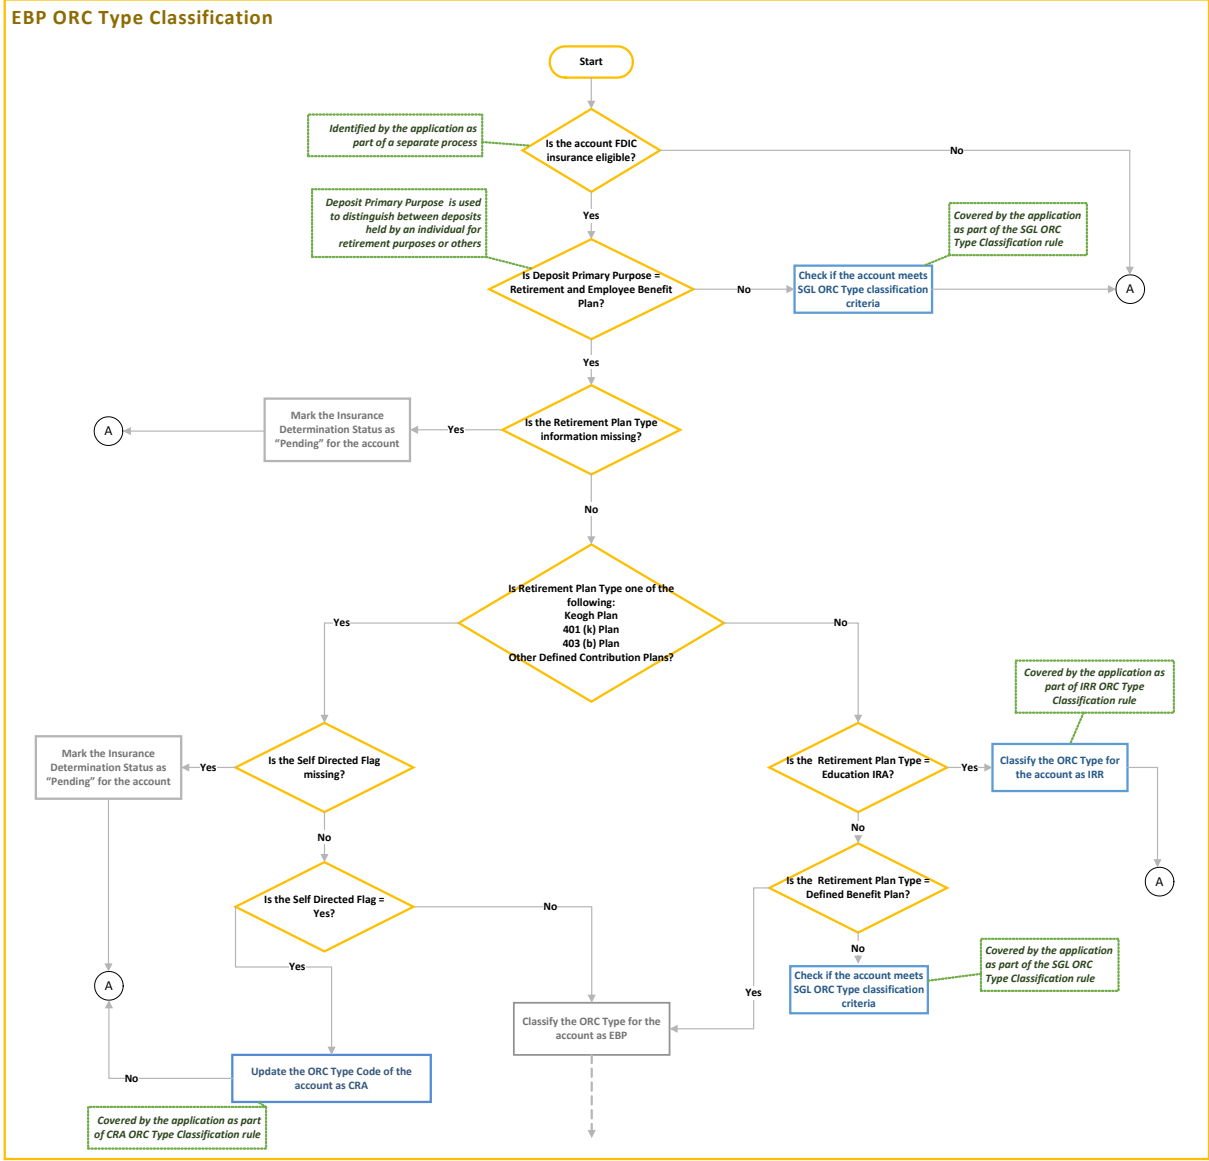 EBP ORC Type Classification
Start
Identified by the application as
part of a separate process
Is the account FDIC
insurance eligible?
No
Yes
Deposit Primary Purpose is used
to distinguish between deposits
held by an individual for
retirement purposes or others
Covered by the application
as part of the SGL ORC
Type Classification rule
Is Deposit Primary Purpose =
Retirement and Employee Benefit
Plan?
No
Check if the account meets
SGL ORC Type classification
criteria
A
Yes
Mark the Insurance
Determination Status as
“Pending” for the account
A
Yes
Is the Retirement Plan Type
information missing?
No
Is Retirement Plan Type one of the
following:
Keogh Plan
401 (k) Plan
403 (b) Plan
Other Defined Contribution Plans?
Yes
No
Covered by the application as
part of IRR ORC Type
Classification rule
Mark the Insurance
Determination Status as
“Pending” for the account
Yes
Is the Self Directed Flag
missing?
Is the Retirement Plan Type =
Education IRA?
Yes
Classify the ORC Type for
the account as IRR
No
No
Is the Self Directed Flag =
Yes?
No
Is the Retirement Plan Type =
Defined Benefit Plan?
A
No
Yes
Yes
Covered by the application
as part of the SGL ORC
Type Classification rule
Check if the account meets
SGL ORC Type classification
criteria
A
Classify the ORC Type for the
account as EBP
No
Update the ORC Type Code of the
account as CRA
Covered by the application as part
of CRA ORC Type Classification rule